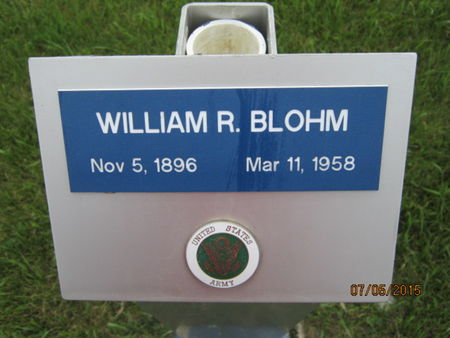 WILLIAM R. BLOHM
Nov 5, 1896 Mar 11, 1958
UNITED STATES
ARMY
07/05/2015